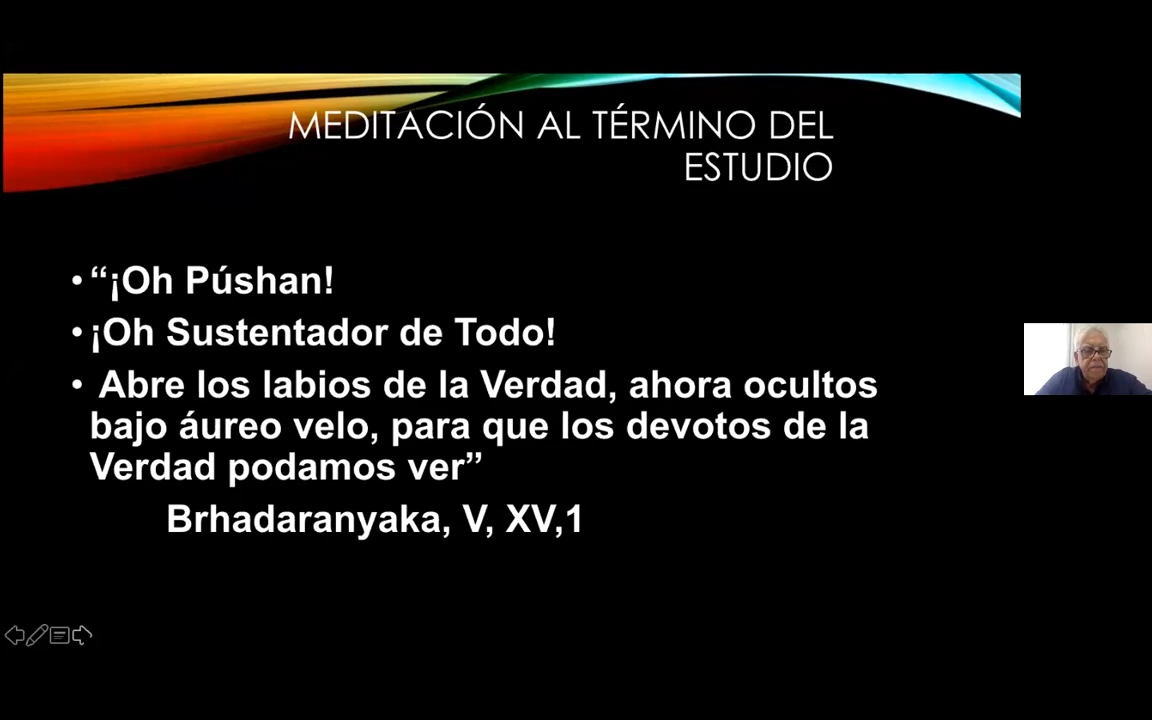 MEDITACIÓN AL TÉRMINO DEL
ESTUDIO
• “¡Oh Púshan!
• ¡Oh Sustentador de Todo!
• Abre los labios de la Verdad, ahora ocultos
bajo áureo velo, para que los devotos de la
Verdad podamos ver”
Brhadaranyaka, V, XV,1